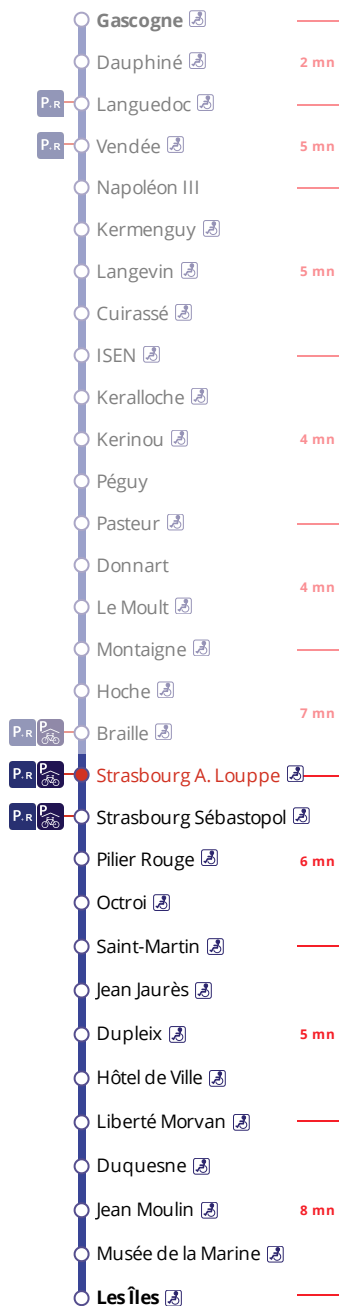 Gascogne
Dauphiné 2 mn
P+R Languedoc
P+R Vendée 5 mn
Napoléon III
Kermenguy
Langevin 5 mn
Cuirassé
ISEN
Keralloche
Kerinou 4 mn
Péguy
Pasteur
Donnart
4 mn
Le Moult
Montaigne
Hoche
7 mn
P+R P Braille
P+R P Strasbourg A. Louppe
P+R P Strasbourg Sébastopol
Pilier Rouge 6 mn
Octroi
Saint-Martin
Jean Jaurès
Dupleix 5 mn
Hôtel de Ville
Liberté Morvan
Duquesne
Jean Moulin 8 mn
Musée de la Marine
Les Îles